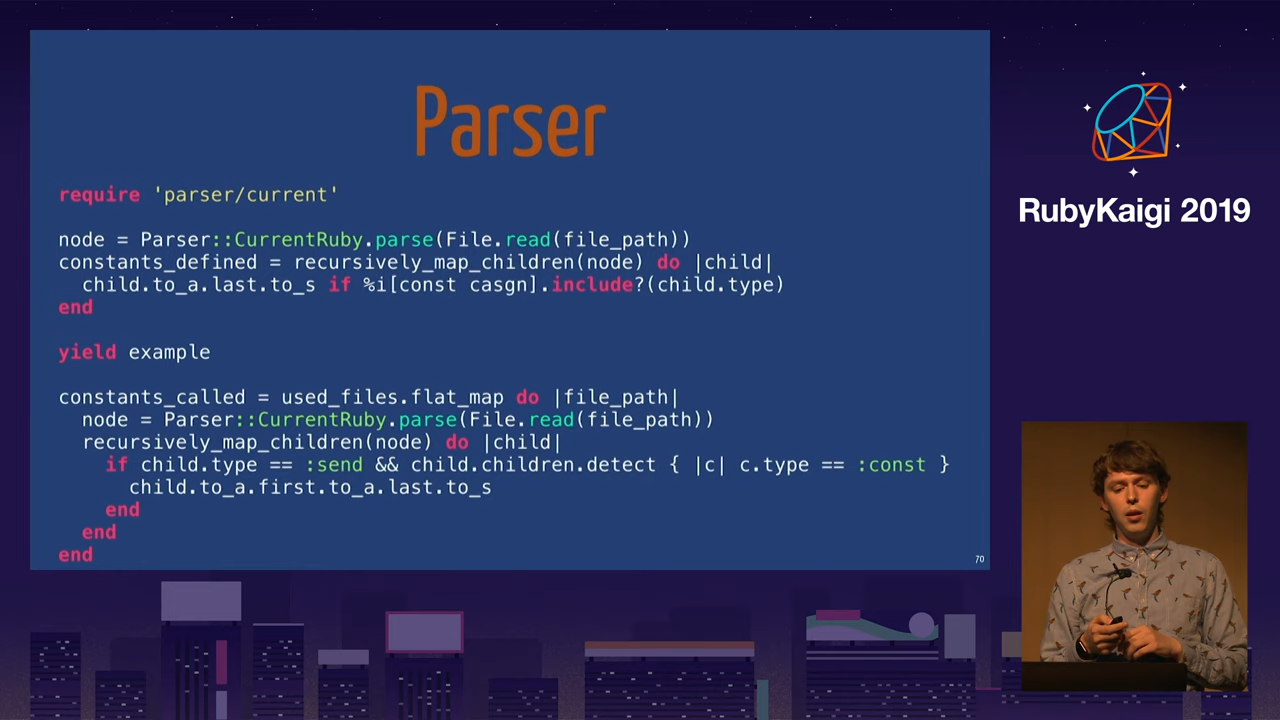 Parser
require 'parser/current'
node = Parser::CurrentRuby.parse(File.read(file_path))
constants_defined = recursively_map_children(node) do |child|
  child.to_a.last.to_s if %i[const casgn].include?(child.type)
end
yield example
constants_called = used_files.flat_map do |file_path|
  node = Parser::CurrentRuby.parse(File.read(file_path))
  recursively_map_children(node) do |child|
    if child.type == :send && child.children.detect { |c| c.type == :const }
      child.to_a.first.to_a.last.to_s
    end
  end
end
70
RubyKaigi 2019